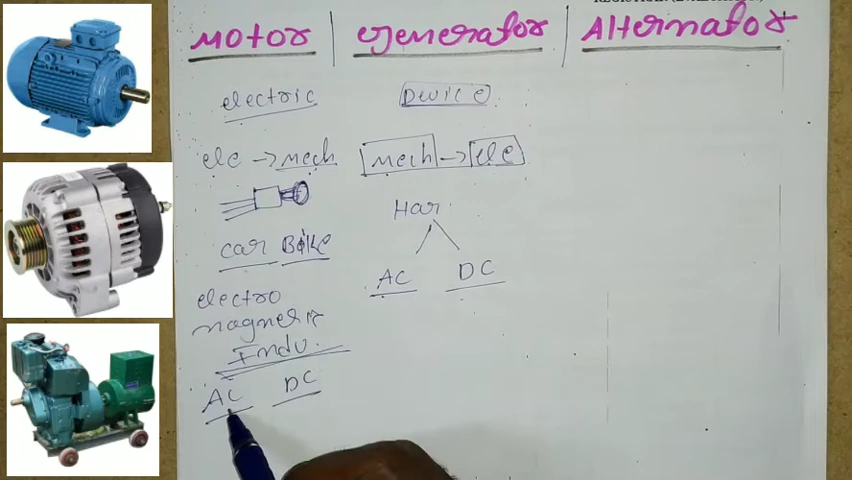 Motor Generator Alternator
electric Device
ele → mech mech → ele
Har
car Bike
AC DC
electro
magnetic
Indu.
AC DC